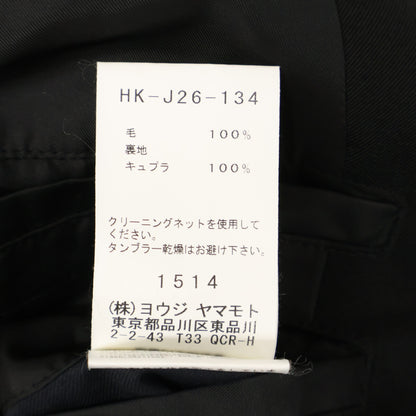 HK-J26-134
毛 100%
裏地
キュプラ 100%
クリーニングネットを使用して
ください。
タンブラー乾燥はお避け下さい。
1514
(株)ヨウジ ヤマモト
東京都品川区東品川
2-2-43 T33 QCR-H